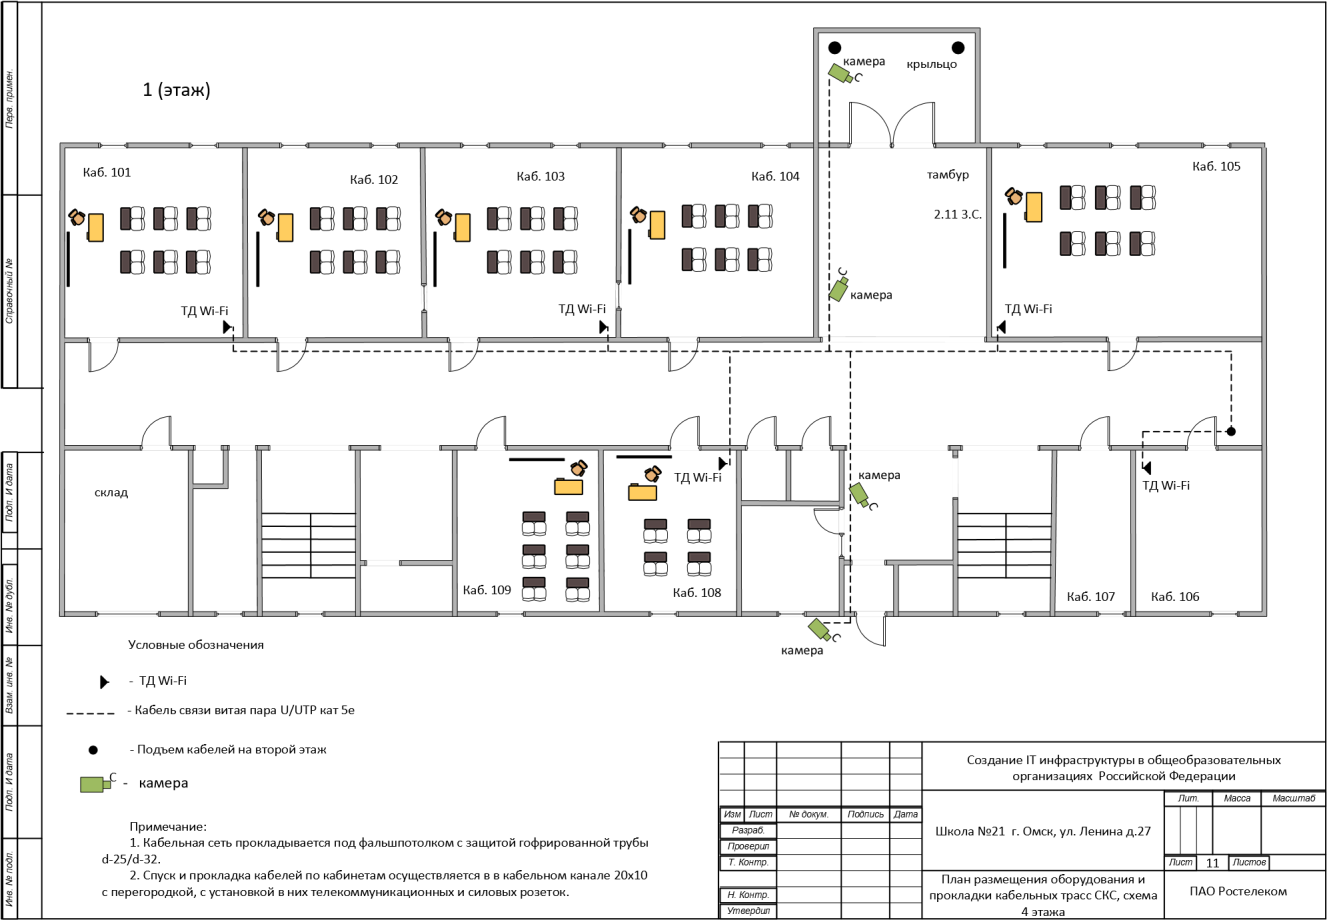 1 (этаж)
камера
С
крыльцо
Каб. 101
Каб. 102
Каб. 103
Каб. 104
тамбур
2.11 З.С.
Каб. 105
С
камера
ТД Wi-Fi
ТД Wi-Fi
ТД Wi-Fi
склад
Каб. 109
ТД Wi-Fi
Каб. 108
камера
С
ТД Wi-Fi
Каб. 107
Каб. 106
С
камера
Условные обозначения
- ТД Wi-Fi
- Кабель связи витая пара U/UTP кат 5e
- Подъем кабелей на второй этаж
С
- камера
Примечание:
1. Кабельная сеть прокладывается под фальшпотолком с защитой гофрированной трубы
d-25/d-32.
2. Спуск и прокладка кабелей по кабинетам осуществляется в в кабельном канале 20х10
с перегородкой, с установкой в них телекоммуникационных и силовых розеток.
Перв. примен.
Справочный №
Подп. И дата
Инв. № дубл.
Взам. инв. №
Подп. И дата
Инв. № подл.
Изм Лист № докум. Подпись Дата
Разраб.
Проверил
Т. Контр.
Н. Контр.
Утвердил
Создание IT инфраструктуры в общеобразовательных
организациях Российской Федерации
Школа №21 г. Омск, ул. Ленина д.27
План размещения оборудования и
прокладки кабельных трасс СКС, схема
4 этажа
Лит. Масса Масштаб
Лист 11 Листов
ПАО Ростелеком